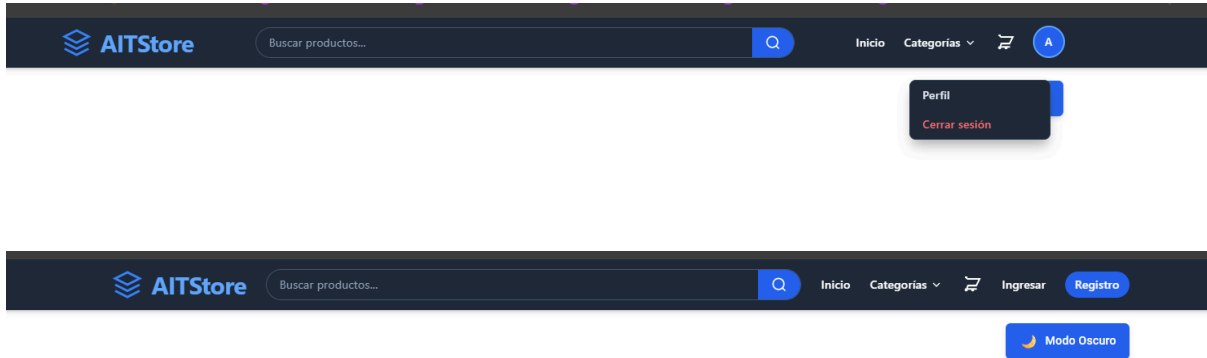 AITStore Buscar productos... Inicio Categorías A
Perfil
Cerrar sesión
AITStore Buscar productos... Inicio Categorías Ingresar Registro
Modo Oscuro